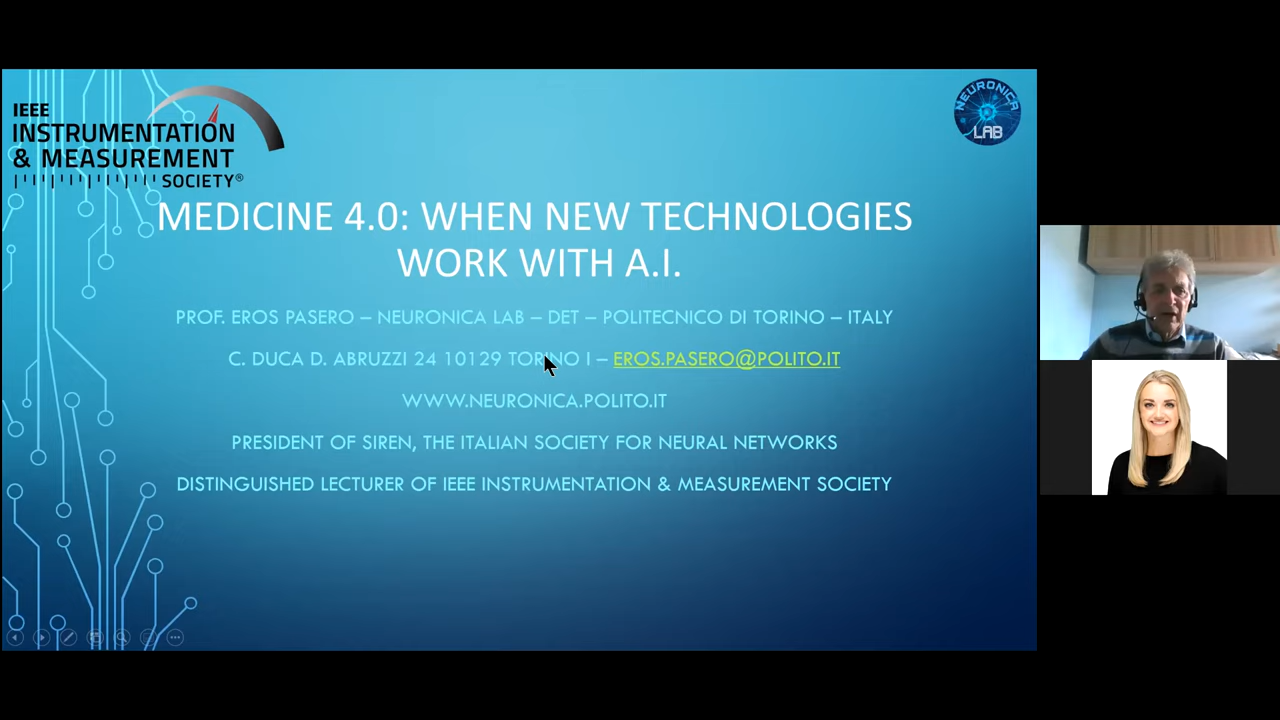 IEEE
INSTRUMENTATION
& MEASUREMENT
SOCIETY®
NEURONICA
LAB
MEDICINE 4.0: WHEN NEW TECHNOLOGIES
WORK WITH A.I.
PROF. EROS PASERO – NEURONICA LAB – DET – POLITECNICO DI TORINO – ITALY
C. DUCA D. ABRUZZI 24 10129 TORINO I – EROS.PASERO@POLITO.IT
WWW.NEURONICA.POLITO.IT
PRESIDENT OF SIREN, THE ITALIAN SOCIETY FOR NEURAL NETWORKS
DISTINGUISHED LECTURER OF IEEE INSTRUMENTATION & MEASUREMENT SOCIETY